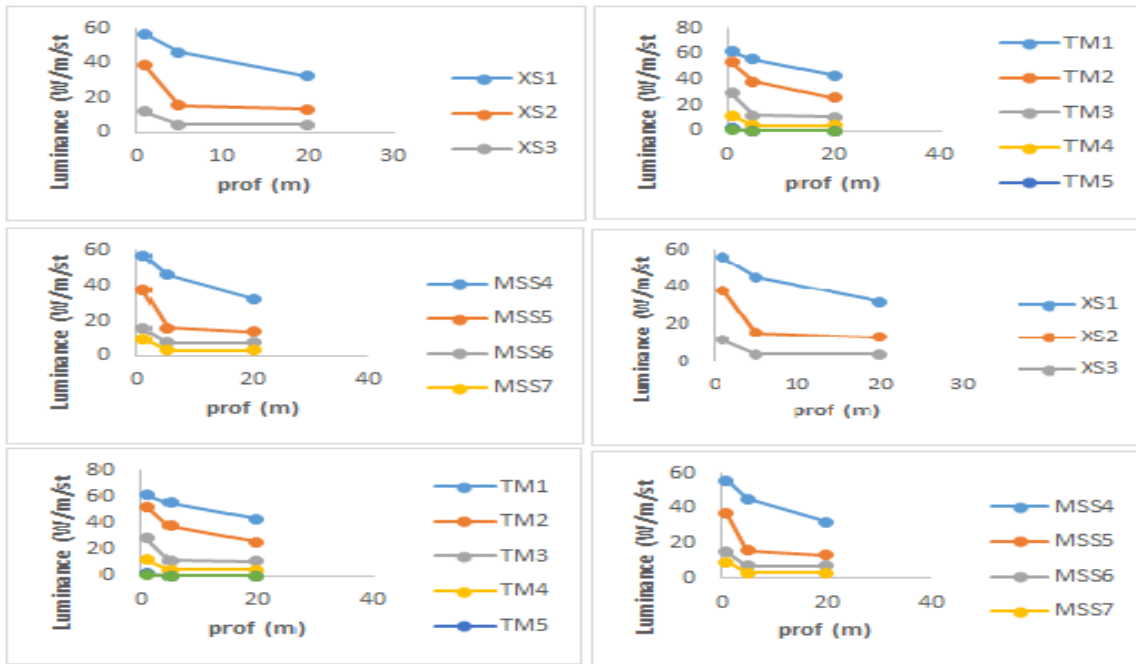 Luminance (W/m/st)
60
40
20
0
0 10 20 30
prof (m)
XS1
XS2
XS3
Luminance (W/m/st)
80
60
40
20
0
0 20 40
prof (m)
TM1
TM2
TM3
TM4
TM5
Luminance (W/m/st)
60
40
20
0
0 20 40
prof (m)
MSS4
MSS5
MSS6
MSS7
Luminance (W/m/st)
60
40
20
0
0 10 20 30
prof (m)
XS1
XS2
XS3
Luminance (W/m/st)
80
60
40
20
0
0 20 40
prof (m)
TM1
TM2
TM3
TM4
TM5
Luminance (W/m/st)
60
40
20
0
0 20 40
prof (m)
MSS4
MSS5
MSS6
MSS7